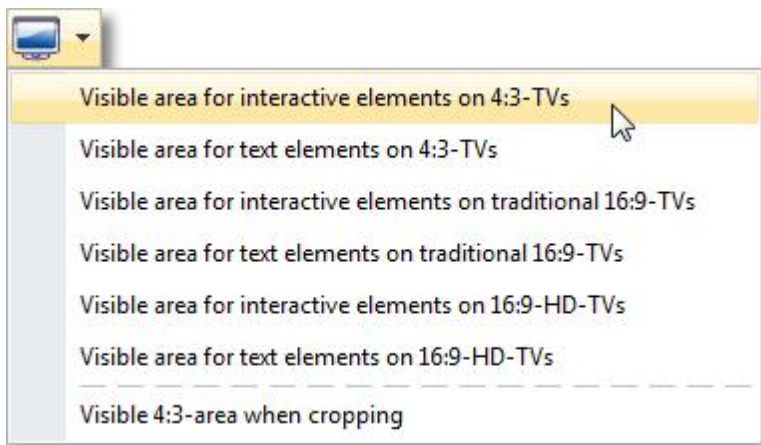 Visible area for interactive elements on 4:3-TVs
Visible area for text elements on 4:3-TVs
Visible area for interactive elements on traditional 16:9-TVs
Visible area for text elements on traditional 16:9-TVs
Visible area for interactive elements on 16:9-HD-TVs
Visible area for text elements on 16:9-HD-TVs
Visible 4:3-area when cropping